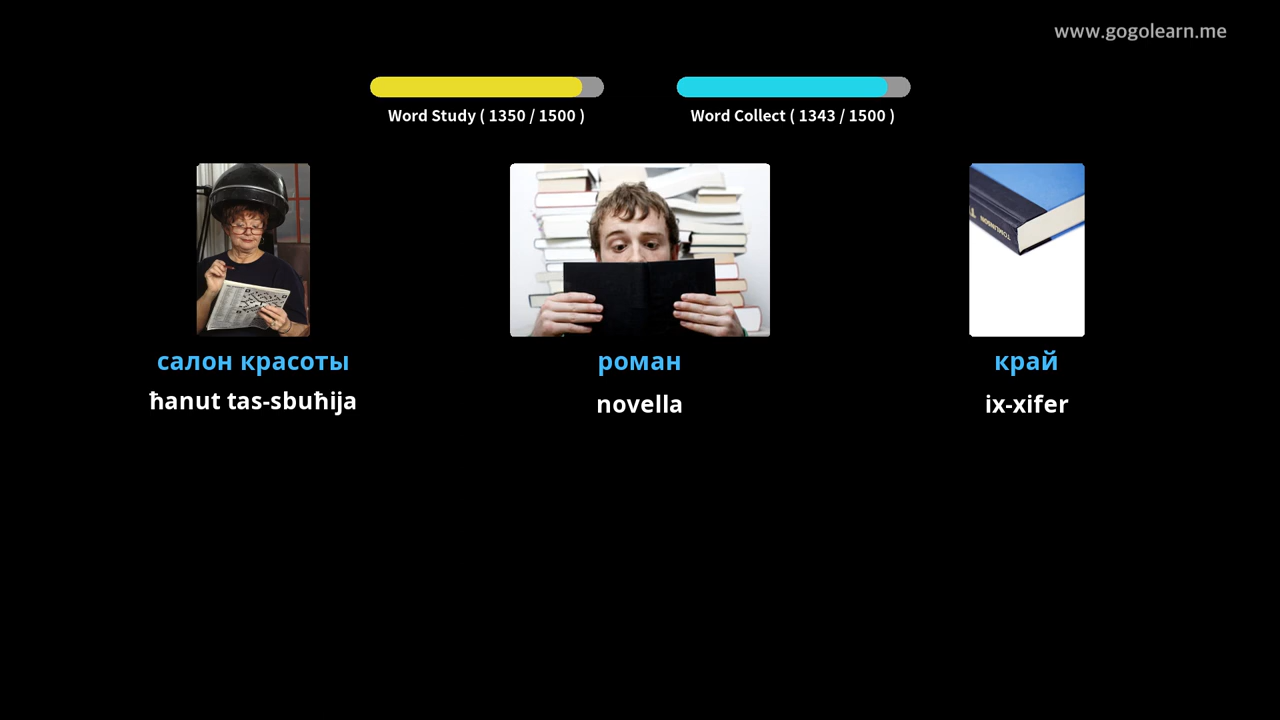 www.gogolearn.me
Word Study ( 1350 / 1500 )
Word Collect ( 1343 / 1500 )
TOMLINSON
салон красоты
роман
край
ħanut tas-sbuħija
novella
ix-xifer